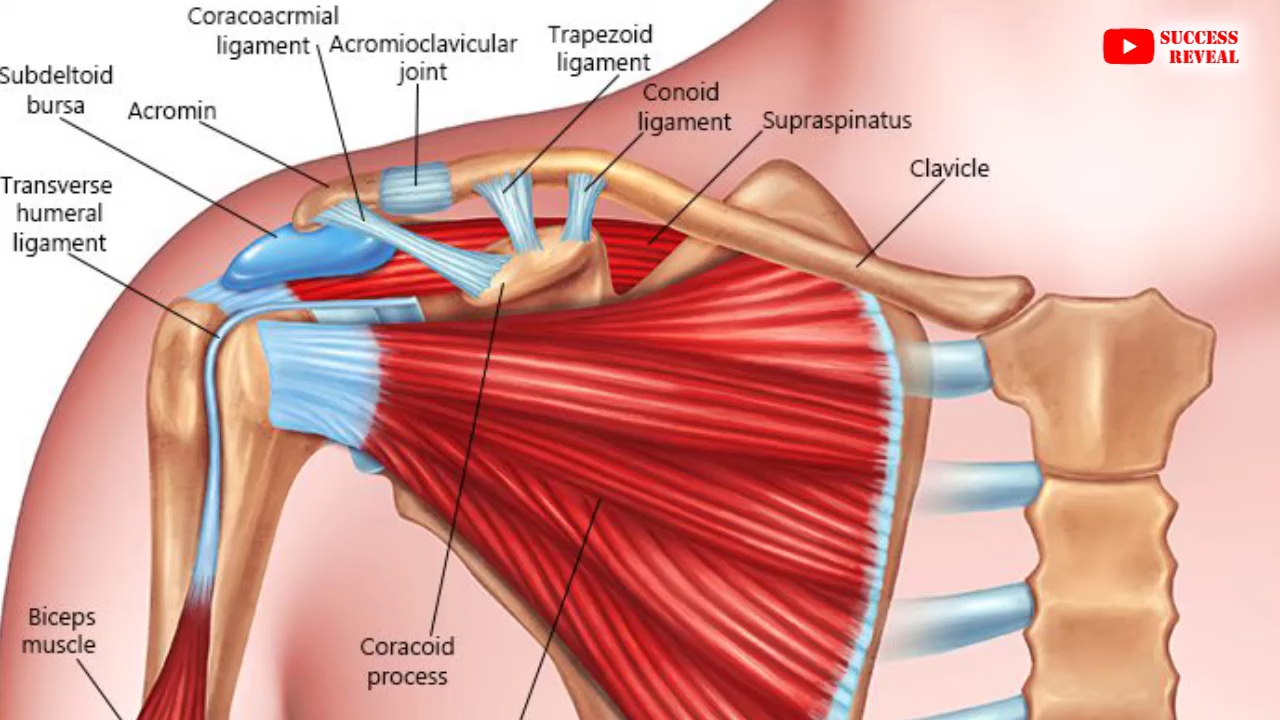 Coracoacrmial
ligament
Acromioclavicular
joint
Trapezoid
ligament
SUCCESS
REVEAL
Subdeltoid
bursa
Acromin
Conoid
ligament
Supraspinatus
Clavicle
Transverse
humeral
ligament
Biceps
muscle
Coracoid
process